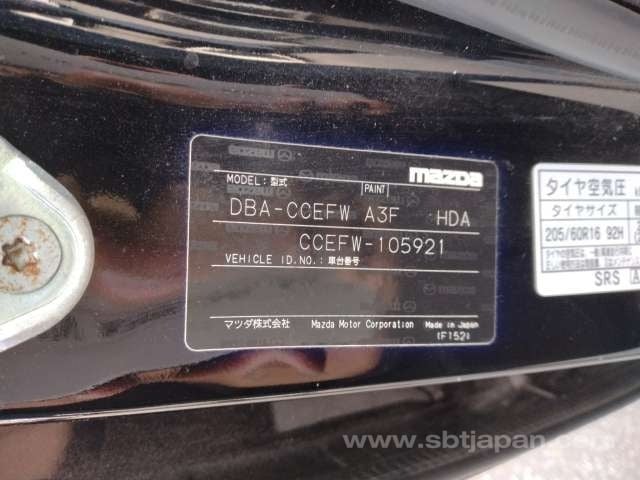 mazda
MODEL: 型式
PAINT
DBA-CCEFW A3F HDA
CCEFW-105921
VEHICLE ID.NO.: 車台番号
マツダ株式会社 Mazda Motor Corporation Made in Japan
(F152)
タイヤ空気圧
タイヤサイズ
205/60R16 92H
SRS
www.sbtjapan.com